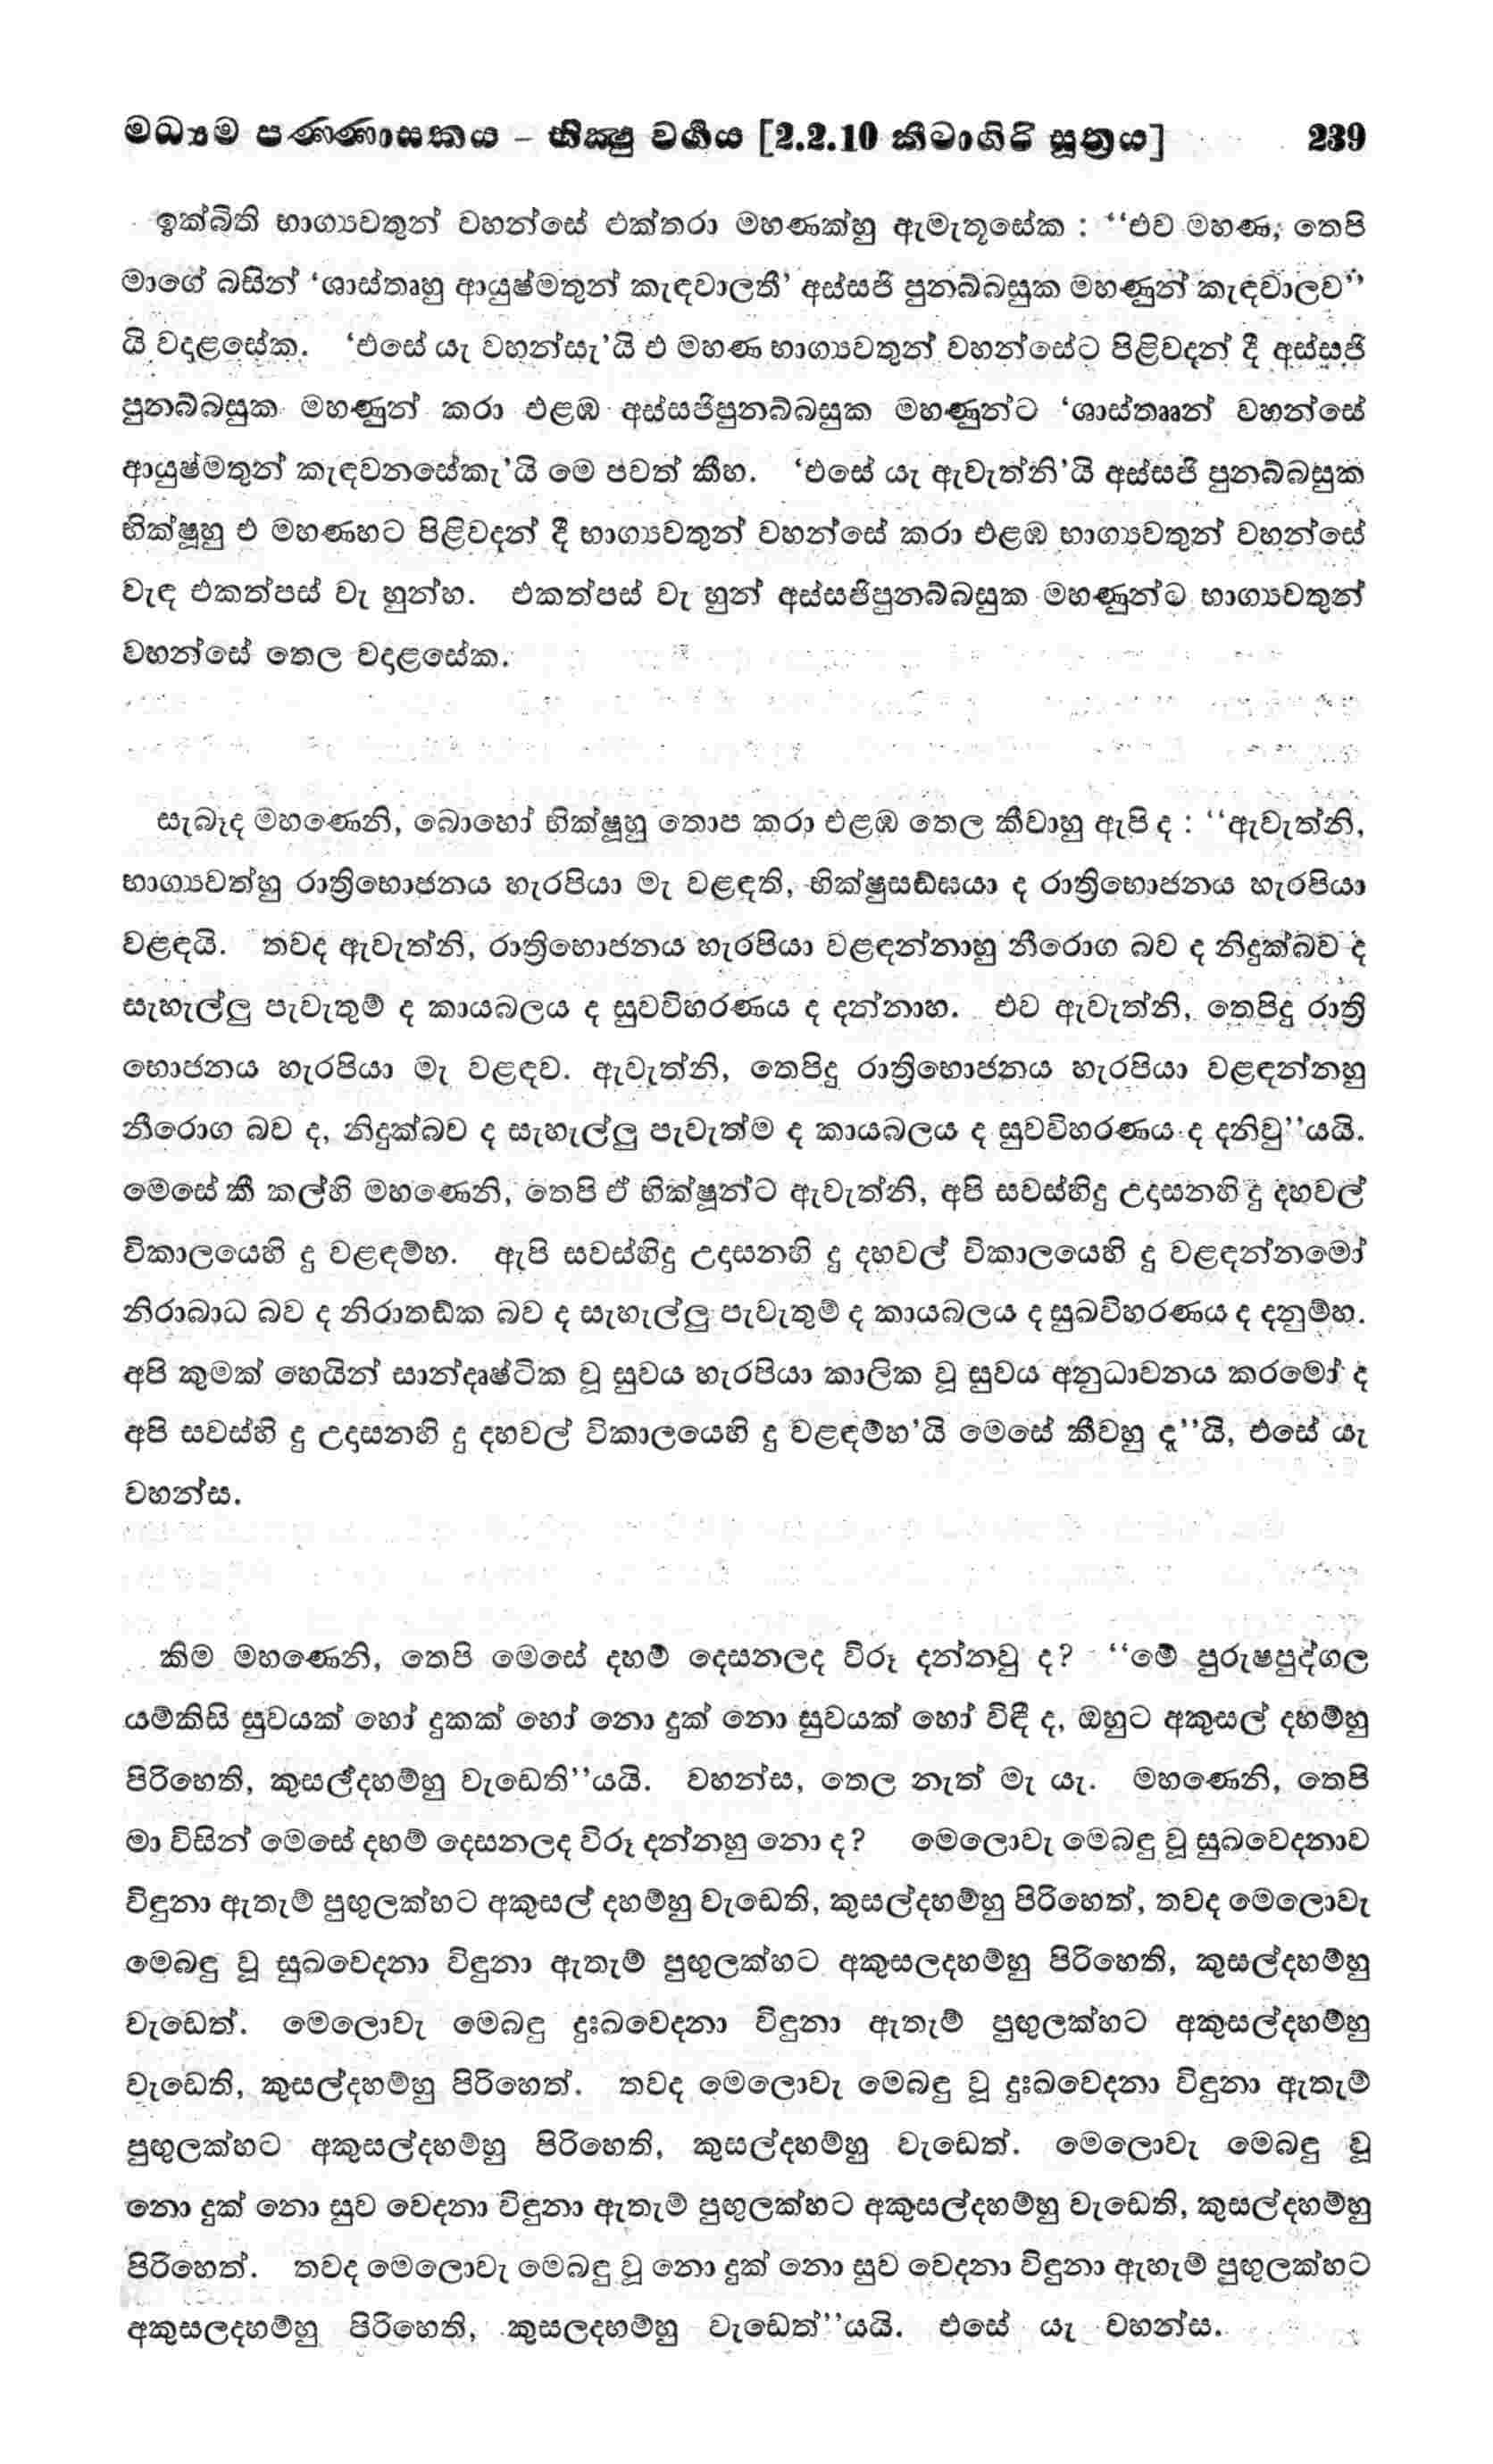 මධ්‍යම පණ්ණාසකය – භික්‍ෂු වර්‍ගය [2.2.10 කීටාගිරි සූත්‍රය] 239
ඉක්බිති භාග්‍යවතුන් වහන්සේ එක්තරා මහණක්හු ඇමැතූසේක : ‘‘එව මහණ, තෙපි
මාගේ බසින් ‘ශාස්තෘහු ආයුෂ්මතුන් කැඳවාලතී’ අස්සජි පුනබ්බසුක මහණුන් කැඳවාලව’’
යි වදාළසේක. ‘එසේ යැ වහන්සැ’යි එ මහණ භාග්‍යවතුන් වහන්සේට පිළිවදන් දී අස්සජි
පුනබ්බසුක මහණුන් කරා එළඹ අස්සජිපුනබ්බසුක මහණුන්ට ‘ශාස්තෲන් වහන්සේ
ආයුෂ්මතුන් කැඳවනසේකැ’යි මෙ පවත් කීහ. ‘එසේ යැ ඇවැත්නි’යි අස්සජි පුනබ්බසුක
භික්ෂූහු එ මහණහට පිළිවදන් දී භාග්‍යවතුන් වහන්සේ කරා එළඹ භාග්‍යවතුන් වහන්සේ
වැඳ එකත්පස් වැ හුන්හ. එකත්පස් වැ හුන් අස්සජිපුනබ්බසුක මහණුන්ට භාග්‍යවතුන්
වහන්සේ තෙල වදාළසේක.
සැබෑද මහණෙනි, බොහෝ භික්ෂූහු තොප කරා එළඹ තෙල කීවාහු ඇපි ද : ‘‘ඇවැත්නි,
භාග්‍යවත්හු රාත්‍රිභොජනය හැරපියා මැ වළඳති, භික්ෂුසඞ්ඝයා ද රාත්‍රිභොජනය හැරපියා
වළඳයි. තවද ඇවැත්නි, රාත්‍රිභොජනය හැරපියා වළඳන්නාහු නීරොග බව ද නිදුක්බව ද
සැහැල්ලු පැවැතුම් ද කායබලය ද සුවවිහරණය ද දන්නාහ. එව ඇවැත්නි, තෙපිදු රාත්‍රි
භොජනය හැරපියා මැ වළඳව. ඇවැත්නි, තෙපිදු රාත්‍රිභොජනය හැරපියා වළඳන්නහු
නීරොග බව ද, නිදුක්බව ද සැහැල්ලු පැවැත්ම ද කායබලය ද සුවවිහරණය ද දනිවු’’යයි.
මෙසේ කී කල්හි මහණෙනි, තෙපි ඒ භික්ෂූන්ට ඇවැත්නි, අපි සවස්හිදු උදාසනහි දු දහවල්
විකාලයෙහි දු වළඳම්හ. ඇපි සවස්හිදු උදාසනහි දු දහවල් විකාලයෙහි දු වළඳන්නමෝ
නිරාබාධ බව ද නිරාතඬ්ක බව ද සැහැල්ලු පැවැතුම් ද කායබලය ද සුඛවිහරණය ද දනුම්හ.
අපි කුමක් හෙයින් සාන්දෘෂ්ටික වූ සුවය හැරපියා කාලික වූ සුවය අනුධාවනය කරමෝ ද
අපි සවස්හි දු උදාසනහි දු දහවල් විකාලයෙහි දු වළඳම්හ’යි මෙසේ කීවහු දැ’’යි, එසේ යැ
වහන්ස.
කිම මහණෙනි, තෙපි මෙසේ දහම් දෙසනලද විරූ දන්නවු ද? ‘‘මේ පුරුෂපුද්ගල
යම්කිසි සුවයක් හෝ දුකක් හෝ නො දුක් නො සුවයක් හෝ විඳී ද, ඔහුට අකුසල් දහම්හු
පිරිහෙති, කුසල්දහම්හු වැඩෙති’’යයි. වහන්ස, තෙල නැත් මැ යැ. මහණෙනි, තෙපි
මා විසින් මෙසේ දහම් දෙසනලද විරූ දන්නහු නො ද? මෙලොවැ මෙබඳු වූ සුඛවෙදනාව
විඳුනා ඇතැම් පුඟුලක්හට අකුසල් දහම්හු වැඩෙති, කුසල්දහම්හු පිරිහෙත්, තවද මෙලොවැ
මෙබඳු වූ සුඛවෙදනා විඳුනා ඇතැම් පුඟුලක්හට අකුසලදහම්හු පිරිහෙති, කුසල්දහම්හු
වැඩෙත්. මෙලොවැ මෙබඳු දුඃඛවෙදනා විඳුනා ඇතැම් පුඟුලක්හට අකුසල්දහම්හු
වැඩෙති, කුසල්දහම්හු පිරිහෙත්. තවද මෙලොවැ මෙබඳු වූ දුඃඛවෙදනා විඳුනා ඇතැම්
පුඟුලක්හට අකුසල්දහම්හු පිරිහෙති, කුසල්දහම්හු වැඩෙත්. මෙලොවැ මෙබඳු වූ
නො දුක් නො සුව වෙදනා විඳුනා ඇතැම් පුඟුලක්හට අකුසල්දහම්හු වැඩෙති, කුසල්දහම්හු
පිරිහෙත්. තවද මෙලොවැ මෙබඳු වූ නො දුක් නො සුව වෙදනා විඳුනා ඇහැම් පුඟුලක්හට
අකුසලදහම්හු පිරිහෙති, කුසලදහම්හු වැඩෙත්’’යයි. එසේ යැ වහන්ස.